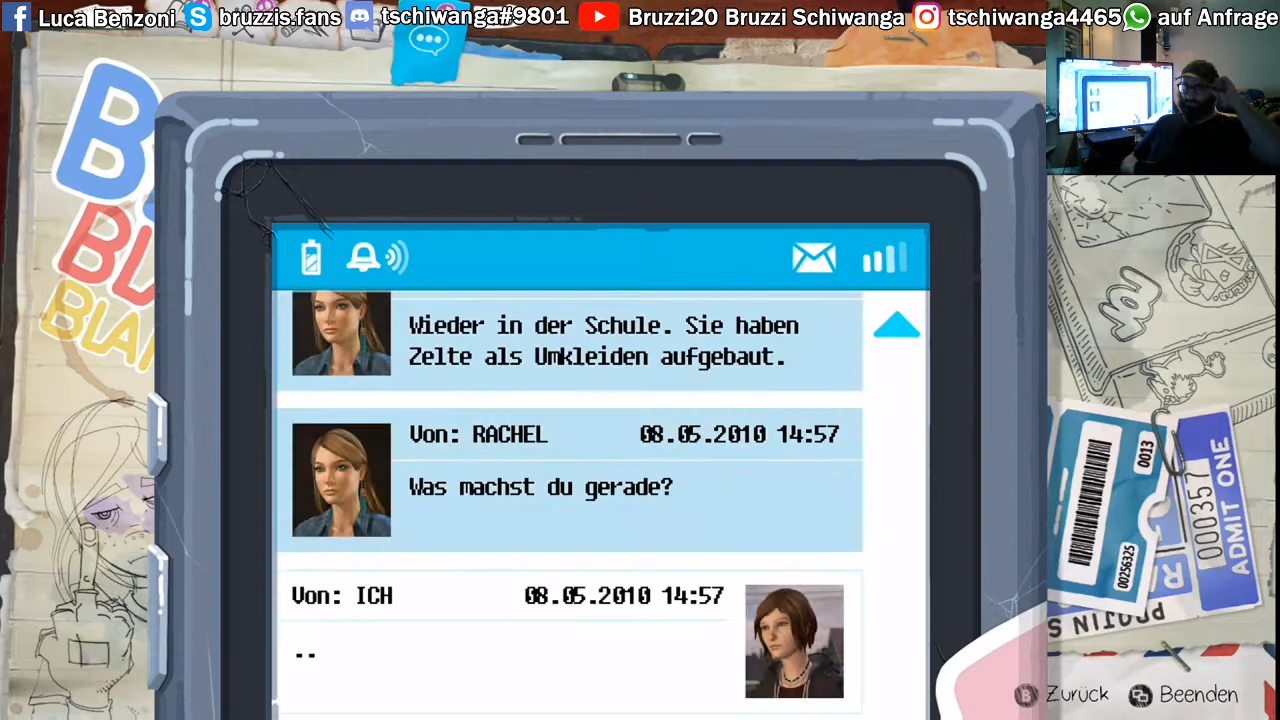 Luca Benzoni bruzzis.fans tschiwanga#9801 Bruzzi20 Bruzzi Schiwanga tschiwanga4465 auf Anfrage
Wieder in der Schule. Sie haben
Zelte als Umkleiden aufgebaut.
Von: RACHEL 08.05.2010 14:57
Was machst du gerade?
Von: ICH 08.05.2010 14:57
..
0013
00256325
000357
ADMIT ONE
B Zurück Beenden